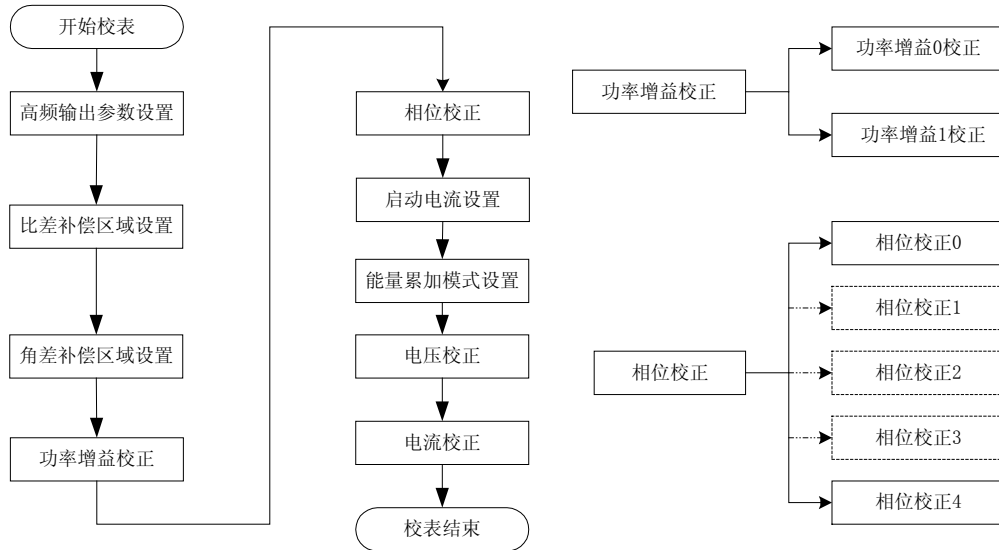 开始校表
高频输出参数设置
比差补偿区域设置
角差补偿区域设置
功率增益校正
相位校正
启动电流设置
能量累加模式设置
电压校正
电流校正
校表结束
功率增益校正
功率增益0校正
功率增益1校正
相位校正
相位校正0
相位校正1
相位校正2
相位校正3
相位校正4